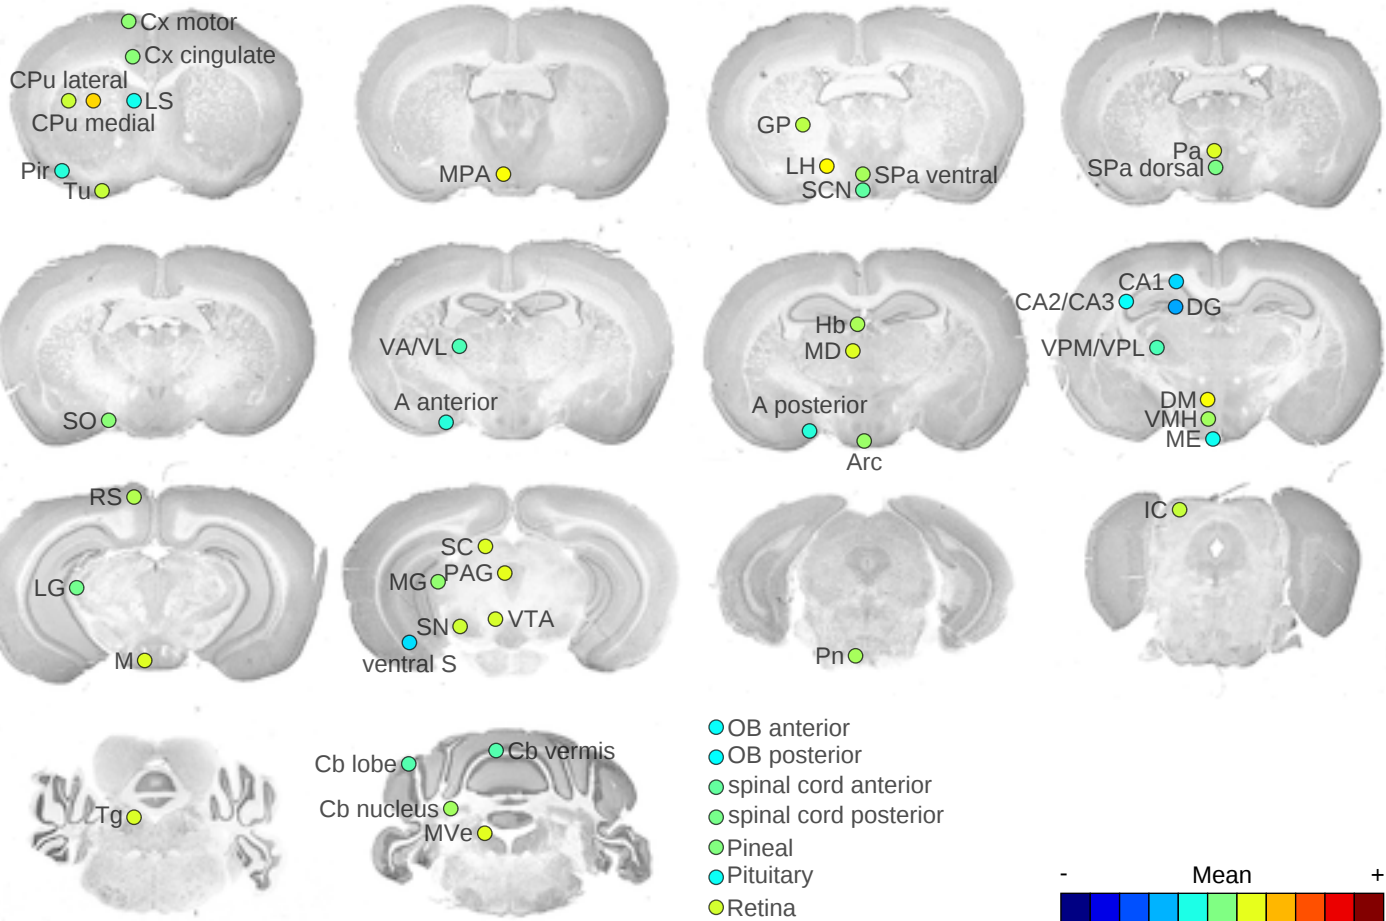 Cx motor
Cx cingulate
CPu lateral
LS
CPu medial
Pir
Tu
MPA
GP
LH
SPa ventral
SCN
Pa
SPa dorsal
SO
VA/VL
A anterior
Hb
MD
A posterior
Arc
CA1
CA2/CA3
DG
VPM/VPL
DM
VMH
ME
RS
LG
M
SC
PAG
MG
SN
VTA
ventral S
Pn
IC
Tg
Cb lobe
Cb vermis
Cb nucleus
MVe
OB anterior
OB posterior
spinal cord anterior
spinal cord posterior
Pineal
Pituitary
Retina
- Mean +